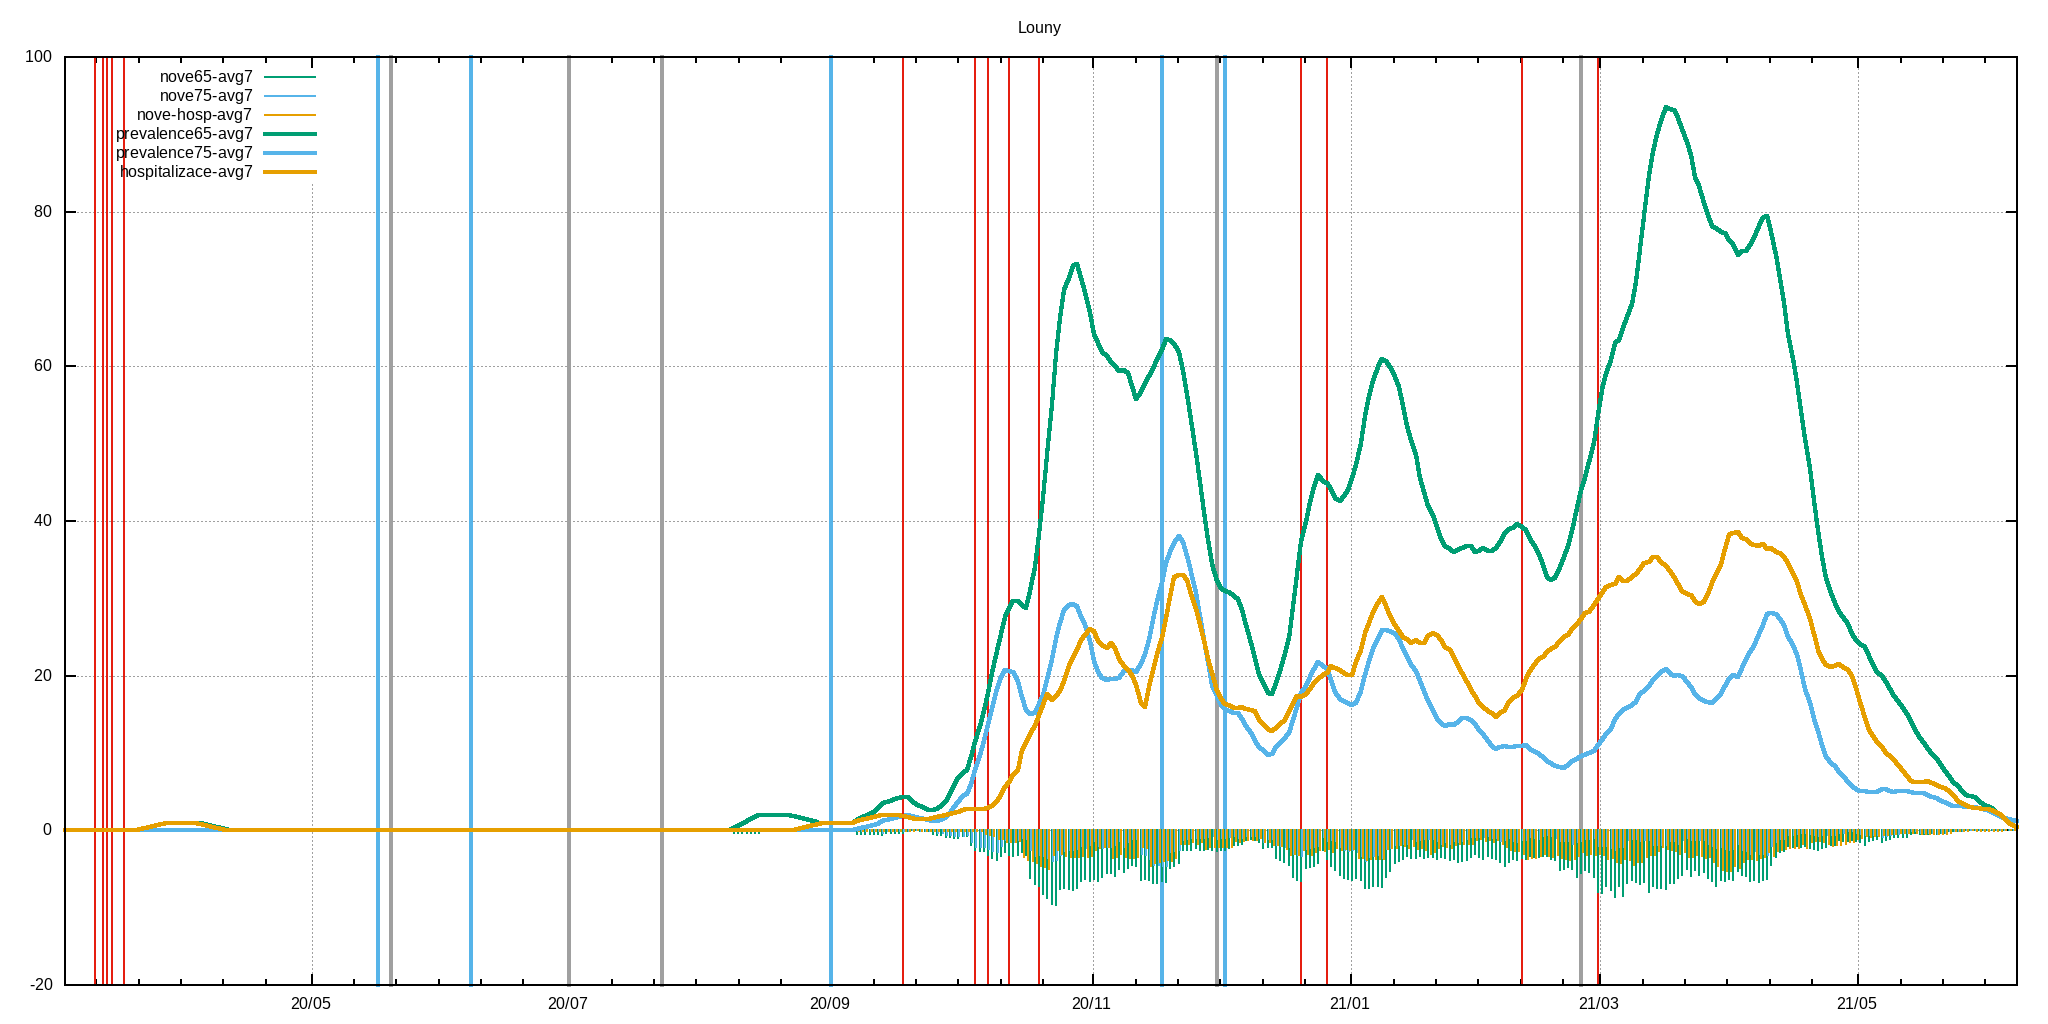 Louny
100
80
60
40
20
0
-20
nove65-avg7
nove75-avg7
nove-hosp-avg7
prevalence65-avg7
prevalence75-avg7
hospitalizace-avg7
20/05 20/07 20/09 20/11 21/01 21/03 21/05